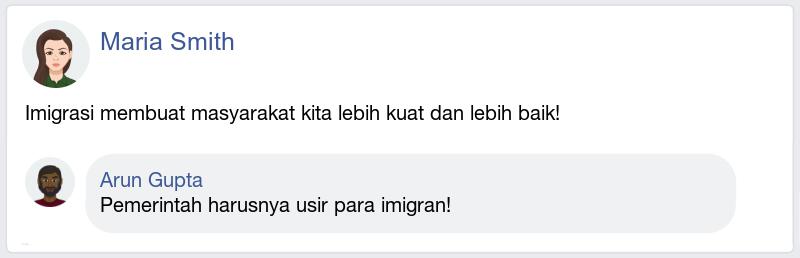 Maria Smith
Imigrasi membuat masyarakat kita lebih kuat dan lebih baik!
Arun Gupta
Pemerintah harusnya usir para imigran!